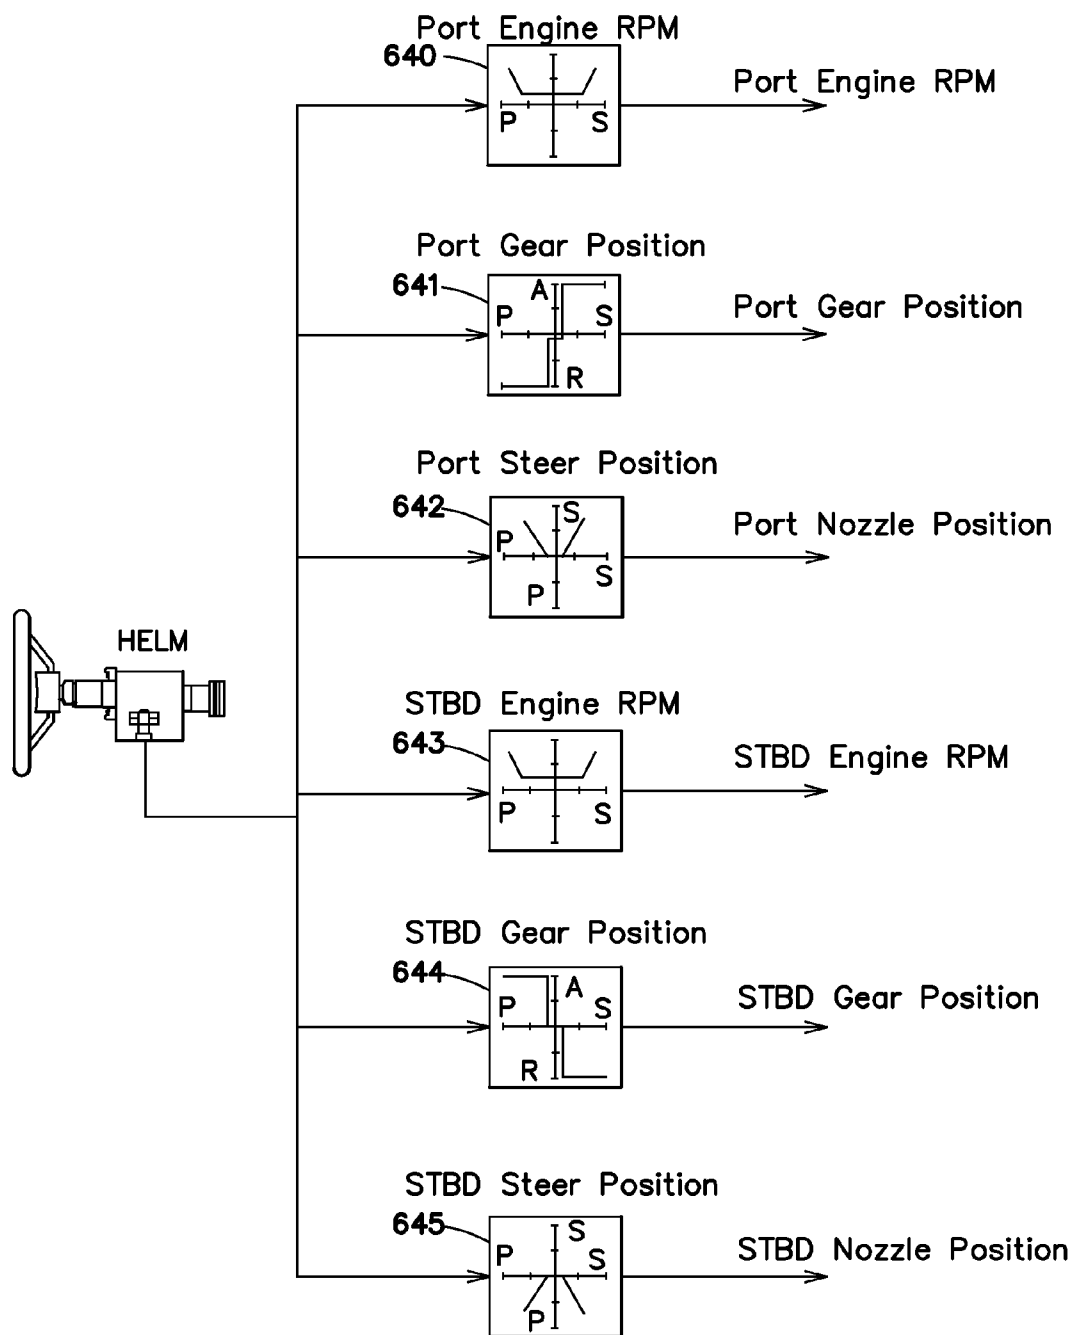 Port Engine RPM
640
P S
Port Engine RPM
Port Gear Position
641
A
P S
R
Port Gear Position
Port Steer Position
642
S
P
S
P
Port Nozzle Position
HELM
STBD Engine RPM
643
P S
STBD Engine RPM
STBD Gear Position
644
A
P S
R
STBD Gear Position
STBD Steer Position
645
S
P S
P
STBD Nozzle Position